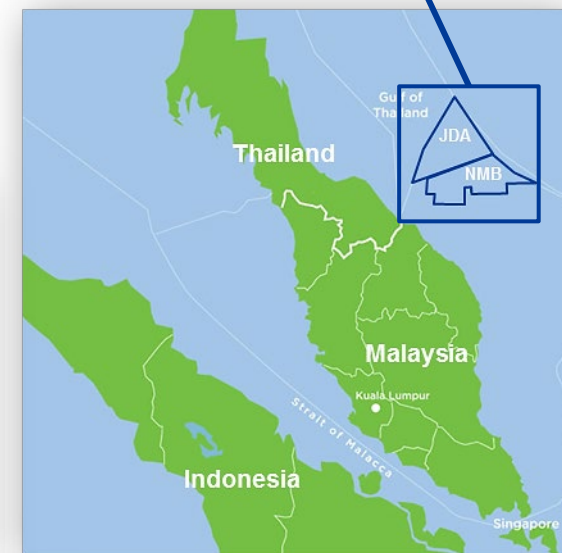 Gulf of
Thailand
JDA
NMB
Thailand
Malaysia
Kuala Lumpur
Strait of Malacca
Indonesia
Singapore